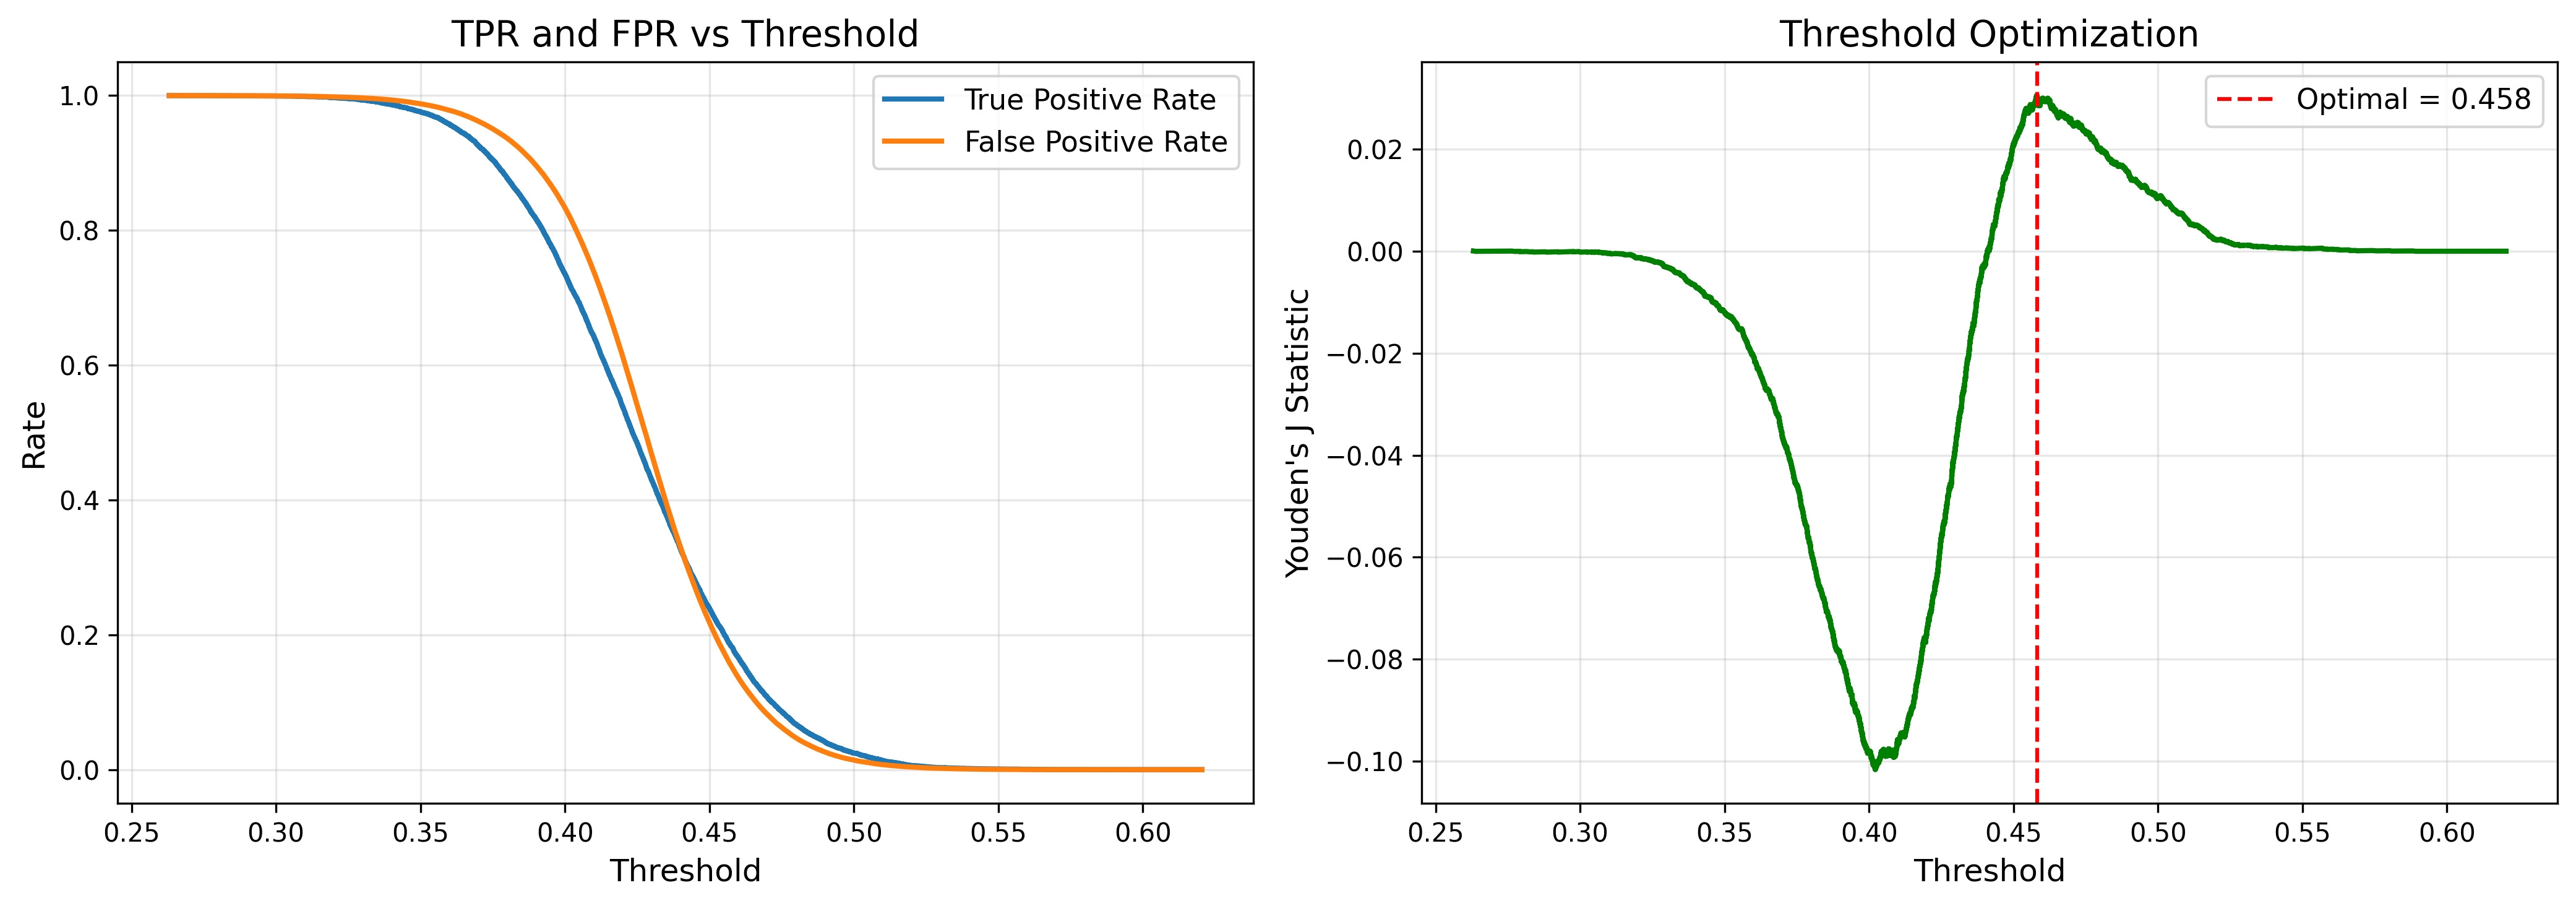 TPR and FPR vs Threshold
True Positive Rate
False Positive Rate
Rate
1.0
0.8
0.6
0.4
0.2
0.0
0.25 0.30 0.35 0.40 0.45 0.50 0.55 0.60
Threshold
Threshold Optimization
Optimal = 0.458
Youden's J Statistic
0.02
0.00
−0.02
−0.04
−0.06
−0.08
−0.10
0.25 0.30 0.35 0.40 0.45 0.50 0.55 0.60
Threshold